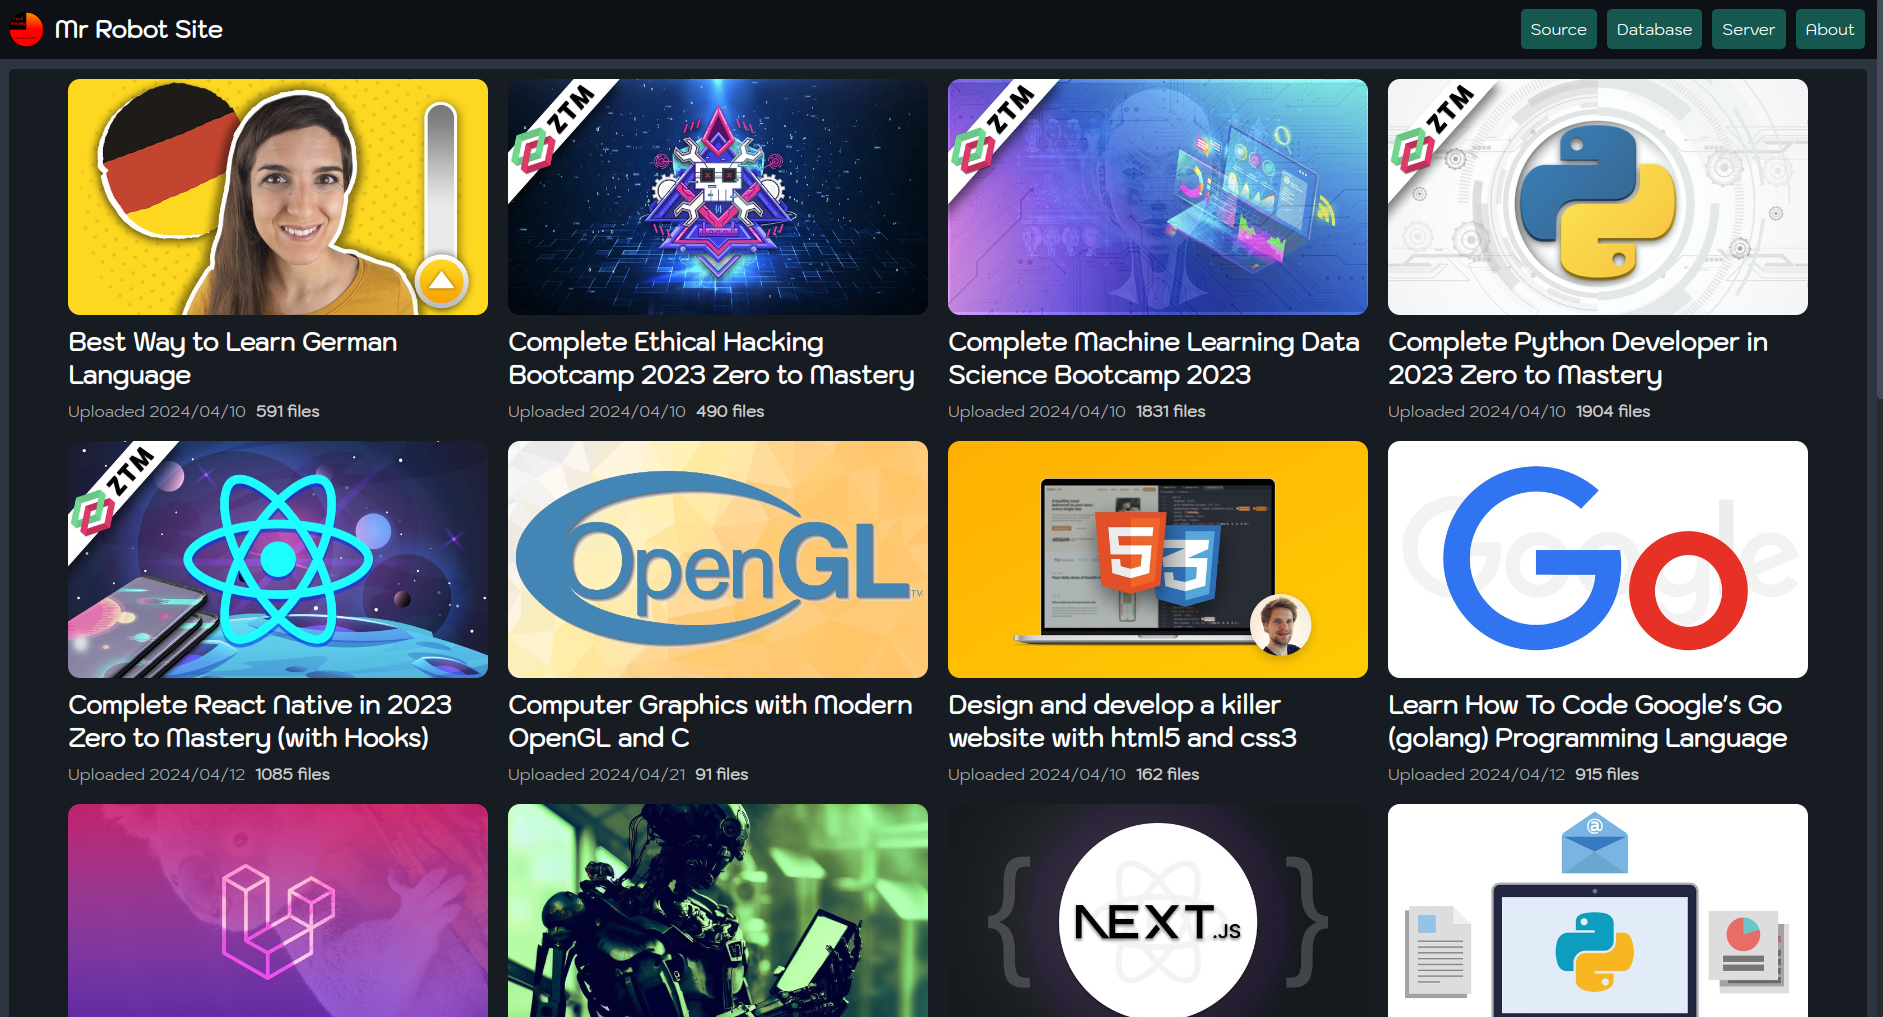 Mr Robot Site
Source
Database
Server
About
ZTM
ZTM
ZTM
Best Way to Learn German
Language
Uploaded 2024/04/10 591 files
Complete Ethical Hacking
Bootcamp 2023 Zero to Mastery
Uploaded 2024/04/10 490 files
Complete Machine Learning Data
Science Bootcamp 2023
Uploaded 2024/04/10 1831 files
Complete Python Developer in
2023 Zero to Mastery
Uploaded 2024/04/10 1904 files
ZTM
OpenGL™
5
3
Google
Go
Complete React Native in 2023
Zero to Mastery (with Hooks)
Uploaded 2024/04/12 1085 files
Computer Graphics with Modern
OpenGL and C
Uploaded 2024/04/21 91 files
Design and develop a killer
website with html5 and css3
Uploaded 2024/04/10 162 files
Learn How To Code Google's Go
(golang) Programming Language
Uploaded 2024/04/12 915 files
{ NEXT.JS }
@